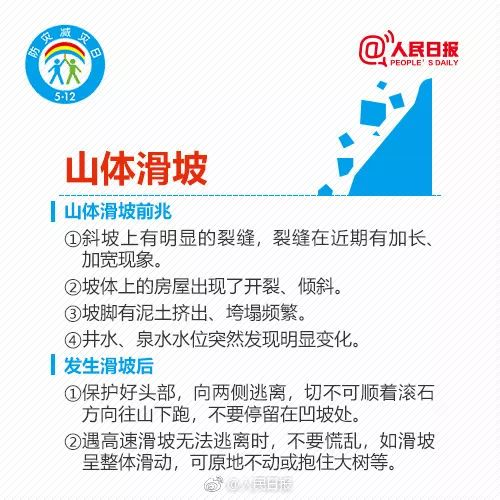 防灾减灾日
5·12
@人民日报
PEOPLE'S DAILY
山体滑坡
山体滑坡前兆
①斜坡上有明显的裂缝，裂缝在近期有加长、
加宽现象。
②坡体上的房屋出现了开裂、倾斜。
③坡脚有泥土挤出、垮塌频繁。
④井水、泉水水位突然发现明显变化。
发生滑坡后
①保护好头部，向两侧逃离，切不可顺着滚石
方向往山下跑，不要停留在凹坡处。
②遇高速滑坡无法逃离时，不要慌乱，如滑坡
呈整体滑动，可原地不动或抱住大树等。
@人民日报